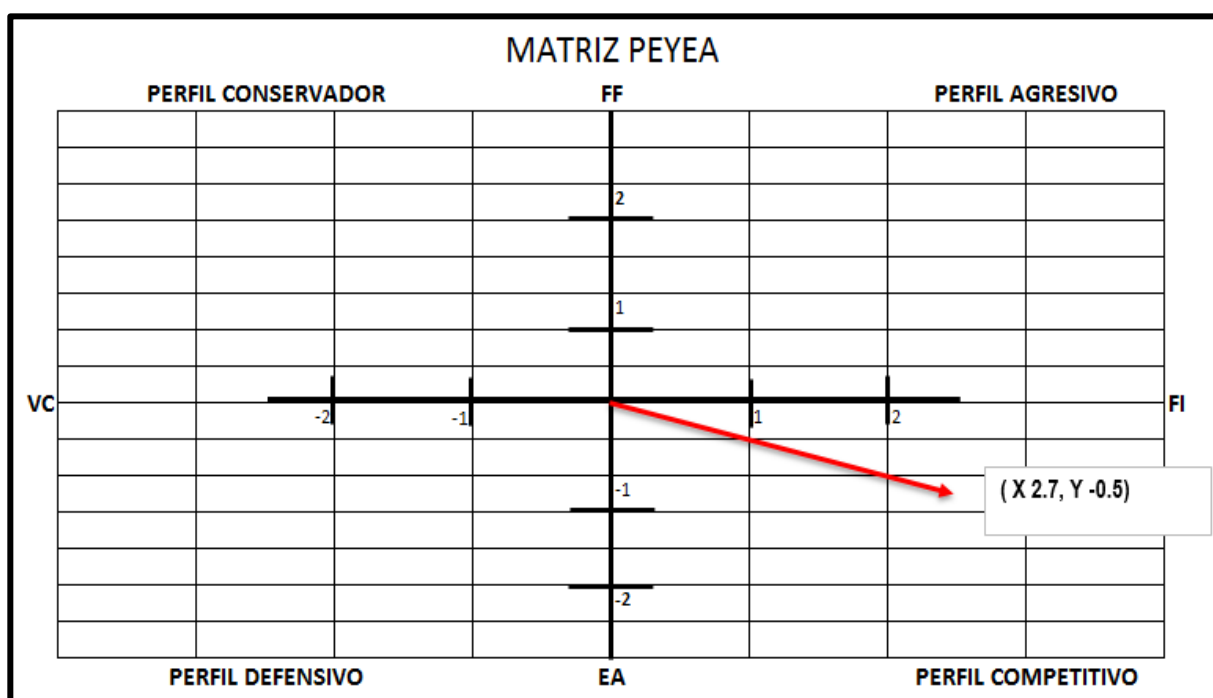 MATRIZ PEYEA
PERFIL CONSERVADOR FF PERFIL AGRESIVO
2
1
VC FI
-2 -1 1 2
-1
( X 2.7, Y -0.5)
-2
PERFIL DEFENSIVO EA PERFIL COMPETITIVO